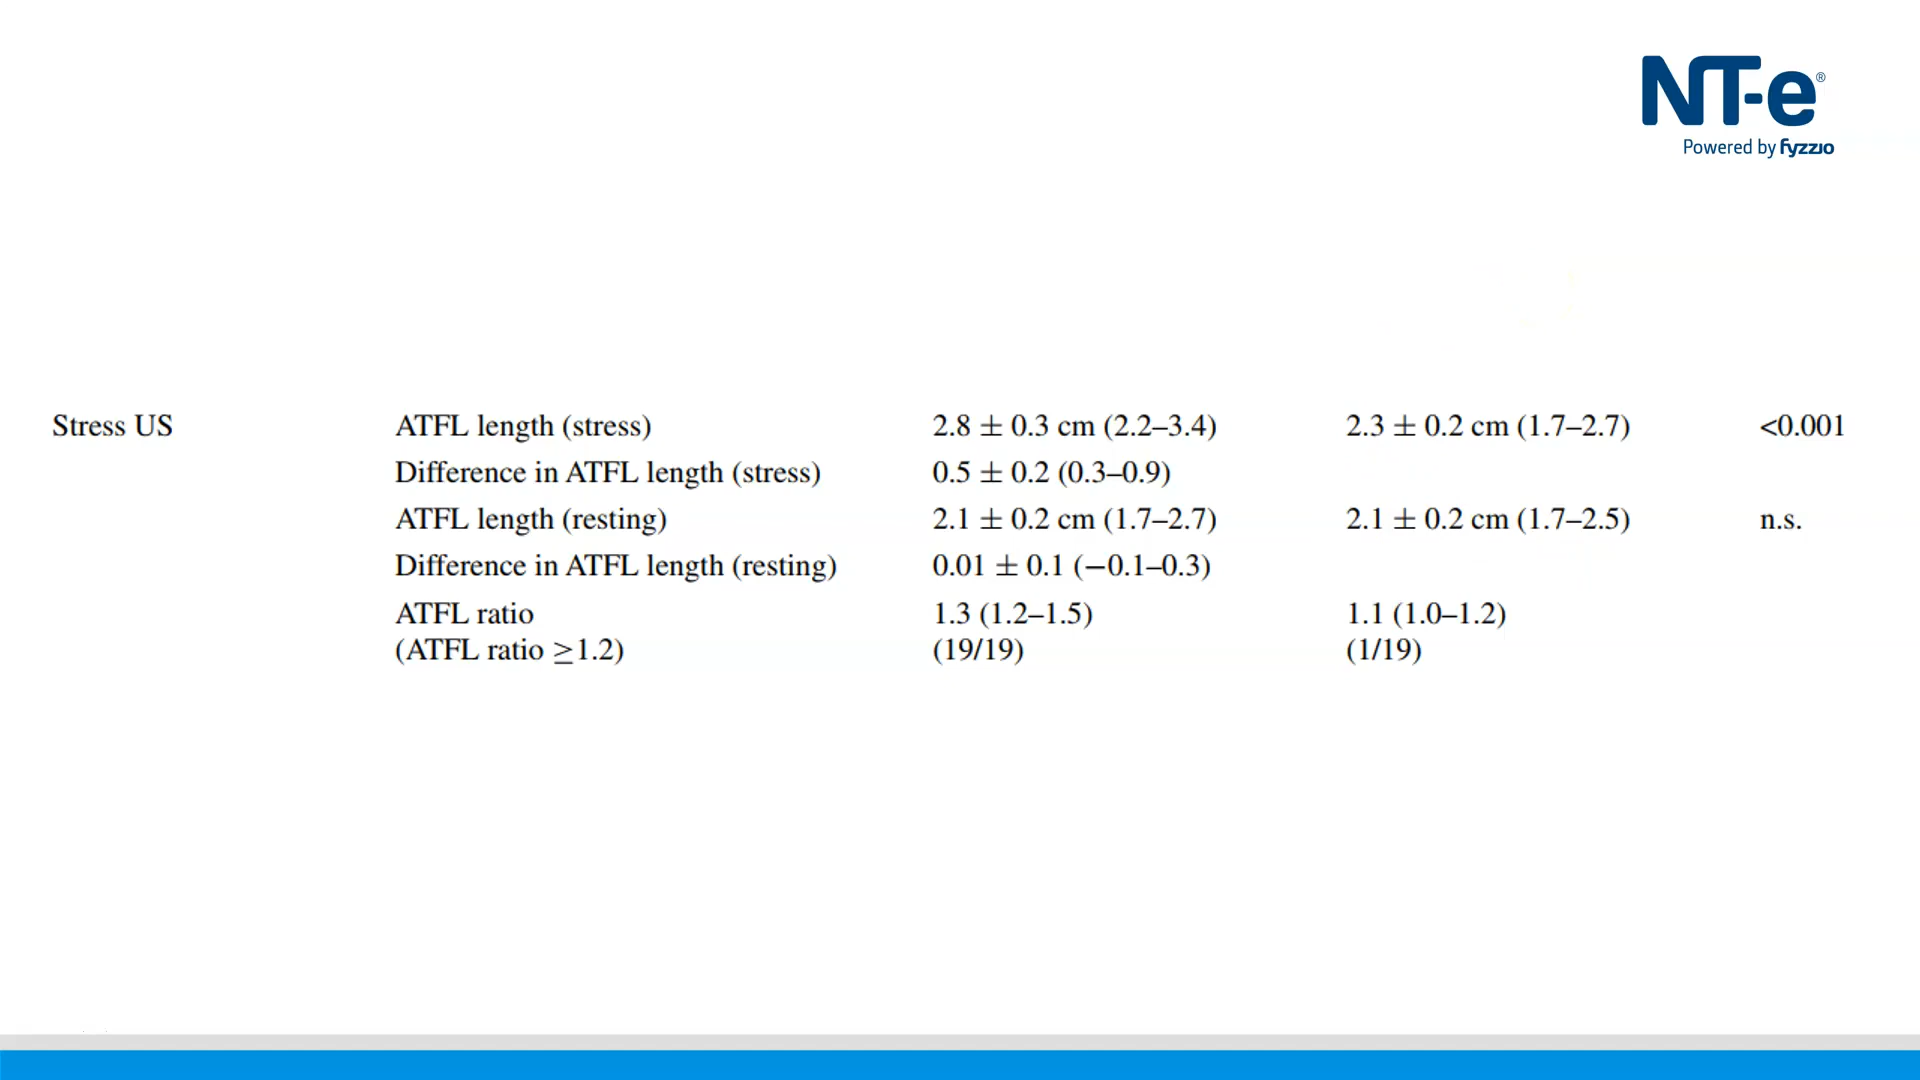 NT-e®
Powered by fyzzio
Stress US ATFL length (stress) 2.8 ± 0.3 cm (2.2–3.4) 2.3 ± 0.2 cm (1.7–2.7) <0.001
Difference in ATFL length (stress) 0.5 ± 0.2 (0.3–0.9)
ATFL length (resting) 2.1 ± 0.2 cm (1.7–2.7) 2.1 ± 0.2 cm (1.7–2.5) n.s.
Difference in ATFL length (resting) 0.01 ± 0.1 (−0.1–0.3)
ATFL ratio 1.3 (1.2–1.5) 1.1 (1.0–1.2)
(ATFL ratio ≥1.2) (19/19) (1/19)